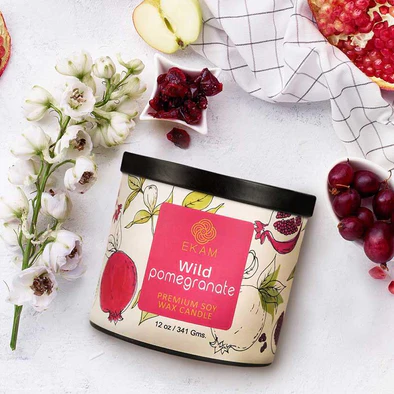 EKAM
Wild
pomegranate
PREMIUM SOY
WAX CANDLE
12 oz / 341 Gms.